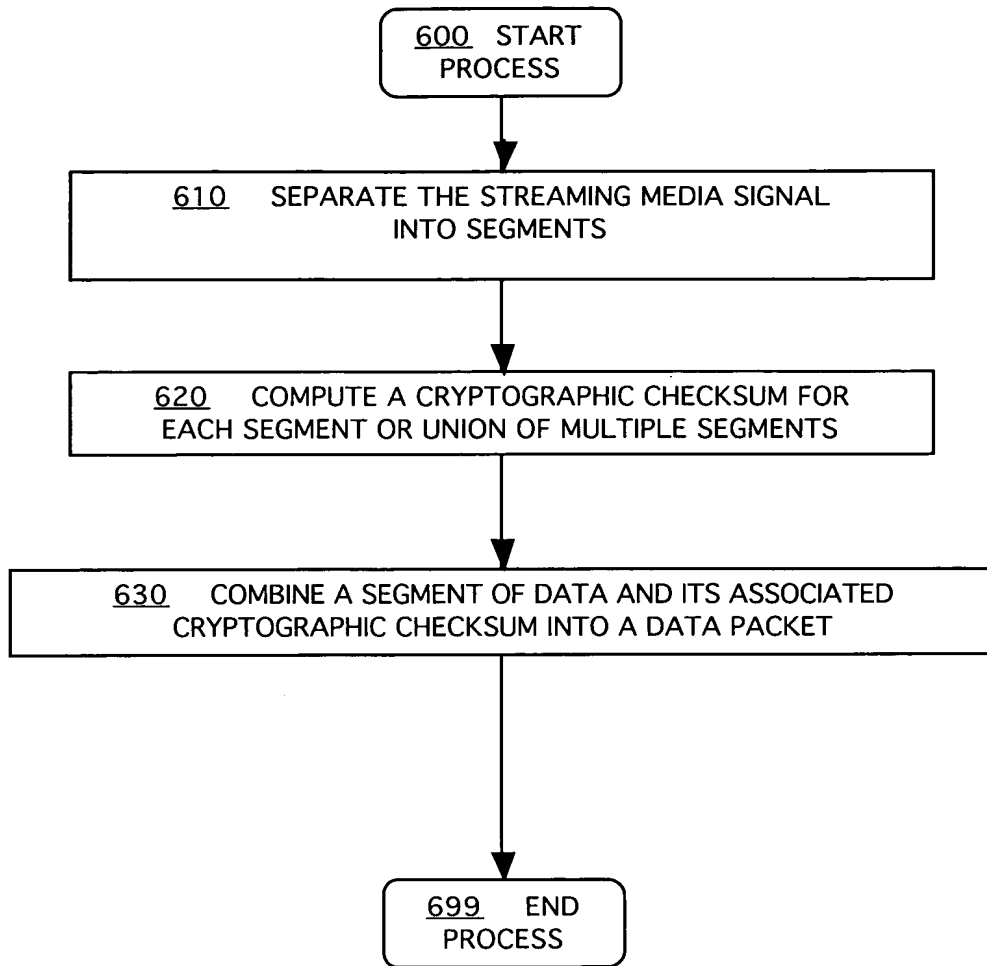 600 START
PROCESS
610 SEPARATE THE STREAMING MEDIA SIGNAL
INTO SEGMENTS
620 COMPUTE A CRYPTOGRAPHIC CHECKSUM FOR
EACH SEGMENT OR UNION OF MULTIPLE SEGMENTS
630 COMBINE A SEGMENT OF DATA AND ITS ASSOCIATED
CRYPTOGRAPHIC CHECKSUM INTO A DATA PACKET
699 END
PROCESS